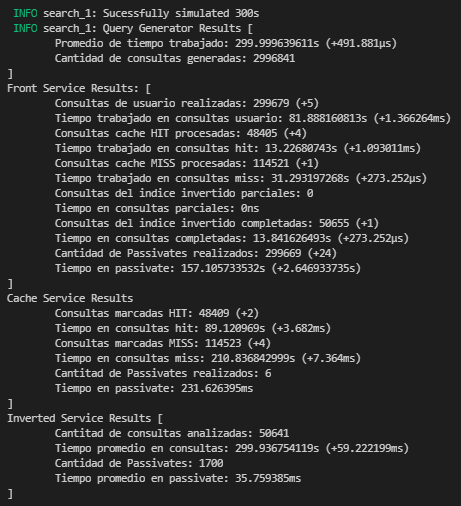 INFO search_1: Sucessfully simulated 300s
INFO search_1: Query Generator Results [
Promedio de tiempo trabajado: 299.999639611s (+491.881µs)
Cantidad de consultas generadas: 2996841
]
Front Service Results: [
Consultas de usuario realizadas: 299679 (+5)
Tiempo trabajado en consultas usuario: 81.888160813s (+1.366264ms)
Consultas cache HIT procesadas: 48405 (+4)
Tiempo trabajado en consultas hit: 13.22680743s (+1.093011ms)
Consultas cache MISS procesadas: 114521 (+1)
Tiempo trabajado en consultas miss: 31.293197268s (+273.252µs)
Consultas del indice invertido parciales: 0
Tiempo en consultas parciales: 0ns
Consultas del indice invertido completadas: 50655 (+1)
Tiempo en consultas completadas: 13.841626493s (+273.252µs)
Cantidad de Passivates realizados: 299669 (+24)
Tiempo en passivate: 157.105733532s (+2.646933735s)
]
Cache Service Results
Consultas marcadas HIT: 48409 (+2)
Tiempo en consultas hit: 89.120969s (+3.682ms)
Consultas marcadas MISS: 114523 (+4)
Tiempo en consultas miss: 210.836842999s (+7.364ms)
Cantidad de Passivates realizados: 6
Tiempo en passivate: 231.626395ms
]
Inverted Service Results [
Cantitad de consultas analizadas: 50641
Tiempo promedio en consultas: 299.936754119s (+59.222199ms)
Cantidad de Passivates: 1700
Tiempo promedio en passivate: 35.759385ms
]